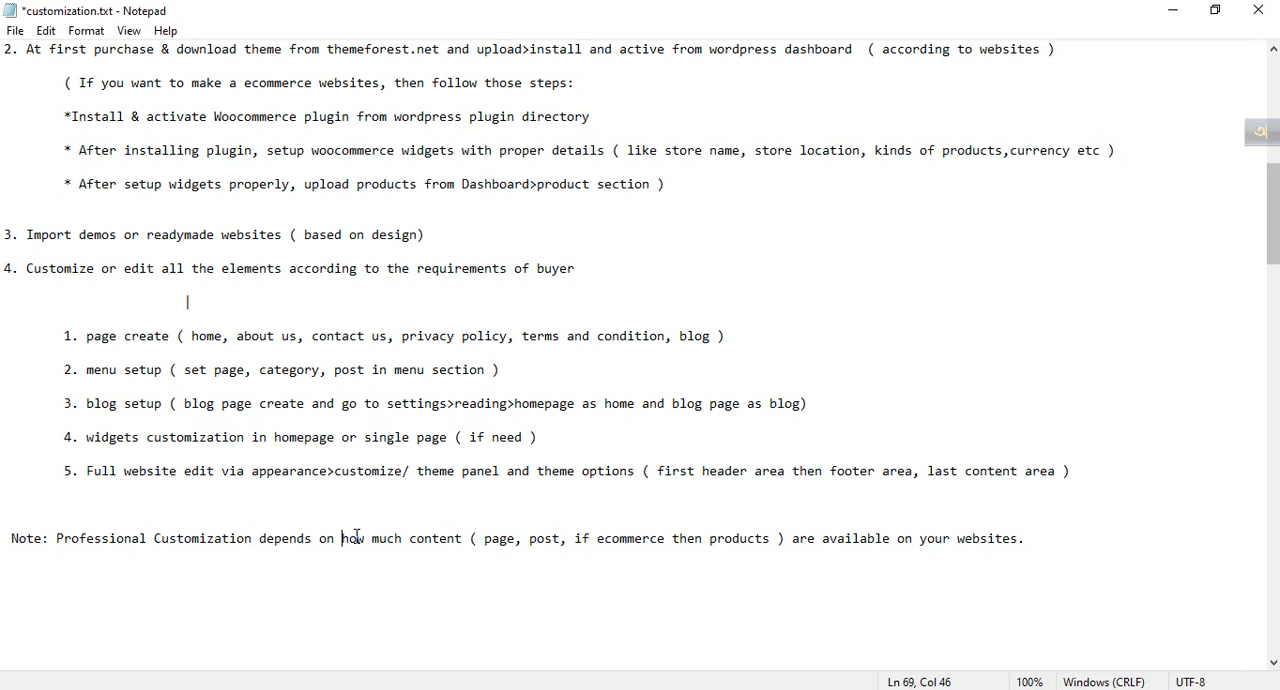 *customization.txt - Notepad
File Edit Format View Help
2. At first purchase & download theme from themeforest.net and upload>install and active from wordpress dashboard ( according to websites )
( If you want to make a ecommerce websites, then follow those steps:
*Install & activate Woocommerce plugin from wordpress plugin directory
* After installing plugin, setup woocommerce widgets with proper details ( like store name, store location, kinds of products,currency etc )
* After setup widgets properly, upload products from Dashboard>product section )
3. Import demos or readymade websites ( based on design)
4. Customize or edit all the elements according to the requirements of buyer
1. page create ( home, about us, contact us, privacy policy, terms and condition, blog )
2. menu setup ( set page, category, post in menu section )
3. blog setup ( blog page create and go to settings>reading>homepage as home and blog page as blog)
4. widgets customization in homepage or single page ( if need )
5. Full website edit via appearance>customize/ theme panel and theme options ( first header area then footer area, last content area )
Note: Professional Customization depends on how much content ( page, post, if ecommerce then products ) are available on your websites.
Ln 69, Col 46 100% Windows (CRLF) UTF-8